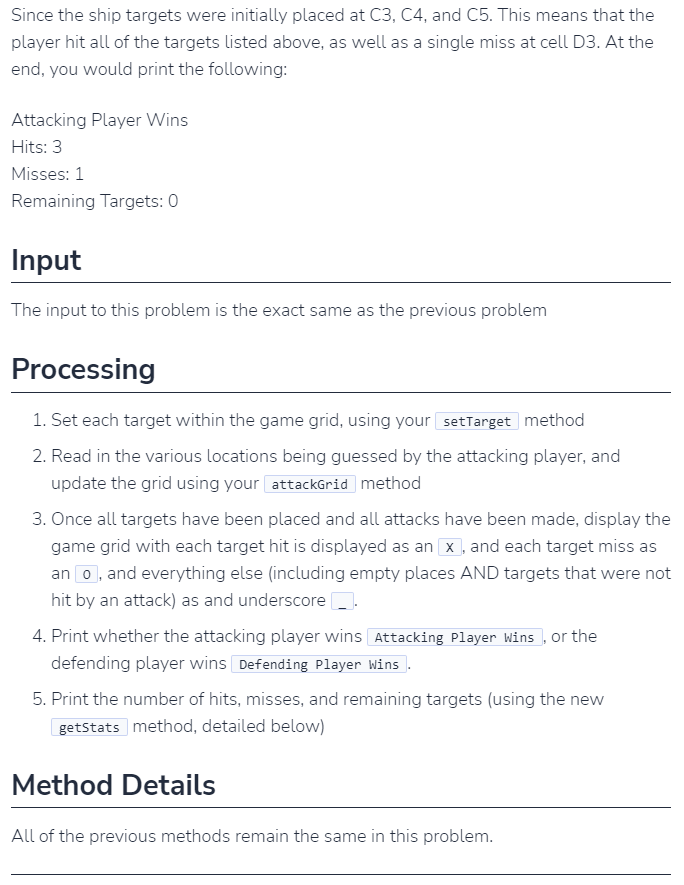 Since the ship targets were initially placed at C3, C4, and C5. This means that the
player hit all of the targets listed above, as well as a single miss at cell D3. At the
end, you would print the following:
Attacking Player Wins
Hits: 3
Misses: 1
Remaining Targets: 0
Input
The input to this problem is the exact same as the previous problem
Processing
1. Set each target within the game grid, using your setTarget method
2. Read in the various locations being guessed by the attacking player, and
update the grid using your attackGrid method
3. Once all targets have been placed and all attacks have been made, display the
game grid with each target hit is displayed as an X, and each target miss as
an O, and everything else (including empty places AND targets that were not
hit by an attack) as and underscore _.
4. Print whether the attacking player wins Attacking Player Wins, or the
defending player wins Defending Player Wins.
5. Print the number of hits, misses, and remaining targets (using the new
getStats method, detailed below)
Method Details
All of the previous methods remain the same in this problem.